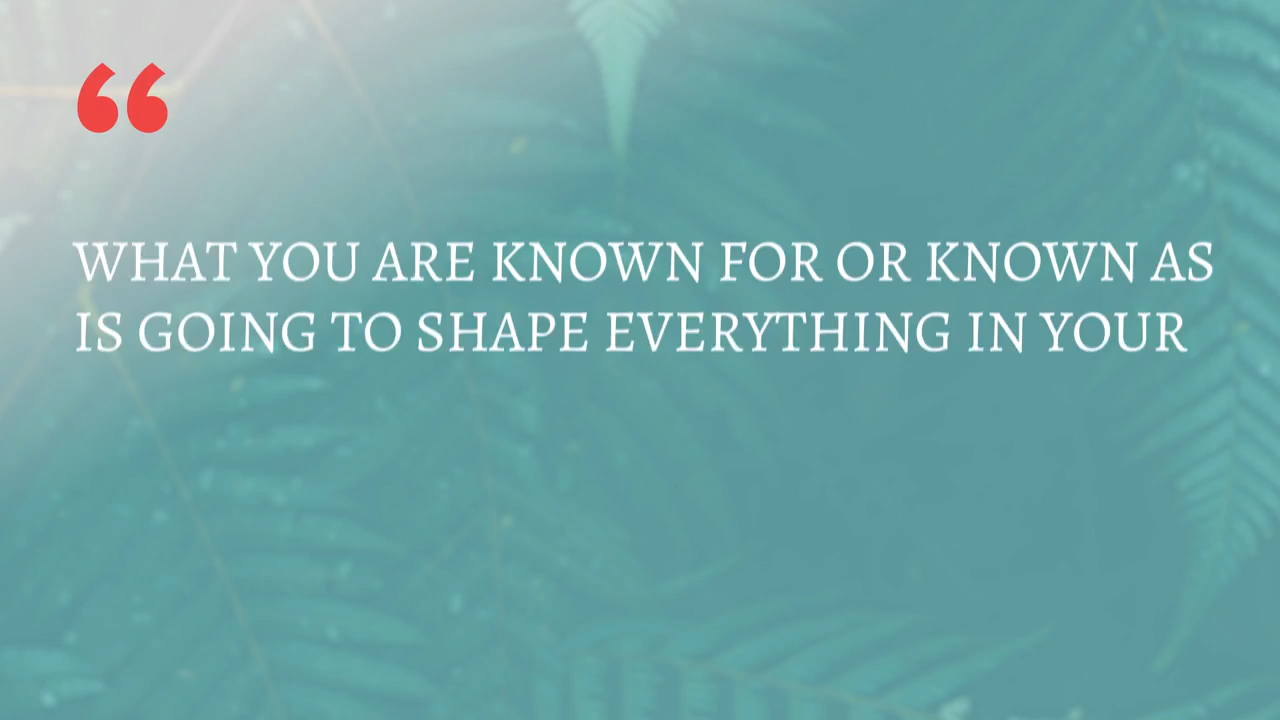 “
WHAT YOU ARE KNOWN FOR OR KNOWN AS
IS GOING TO SHAPE EVERYTHING IN YOUR